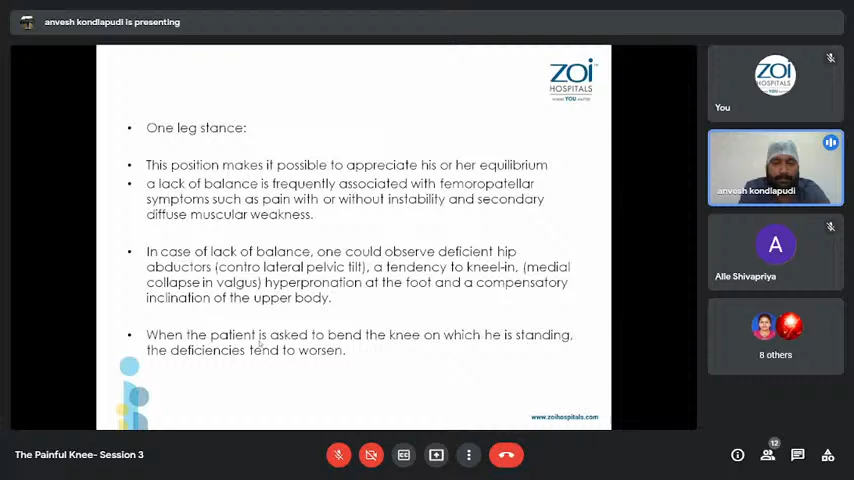 anvesh kondlapudi is presenting
ZOI
HOSPITALS
WHERE YOU MATTER
• One leg stance:
• This position makes it possible to appreciate his or her equilibrium
• a lack of balance is frequently associated with femoropatellar
symptoms such as pain with or without instability and secondary
diffuse muscular weakness.
• In case of lack of balance, one could observe deficient hip
abductors (contro lateral pelvic tilt), a tendency to kneel-in, (medial
collapse in valgus) hyperpronation at the foot and a compensatory
inclination of the upper body.
• When the patient is asked to bend the knee on which he is standing,
the deficiencies tend to worsen.
www.zoihospitals.com
ZOI
HOSPITALS
You
anvesh kondlapudi
A
Alle Shivapriya
8 others
The Painful Knee- Session 3
CC
12